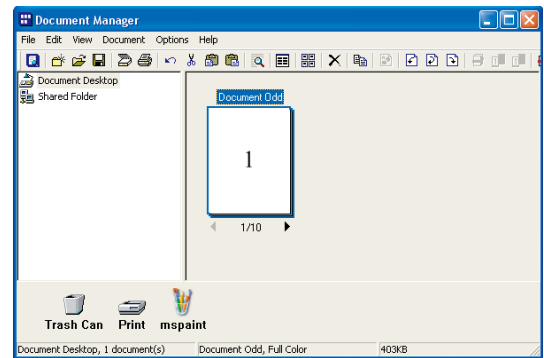 Document Manager
File Edit View Document Options Help
Document Desktop
Shared Folder
Document Odd
1
1/10
Trash Can Print mspaint
Document Desktop, 1 document(s) Document Odd, Full Color 403KB